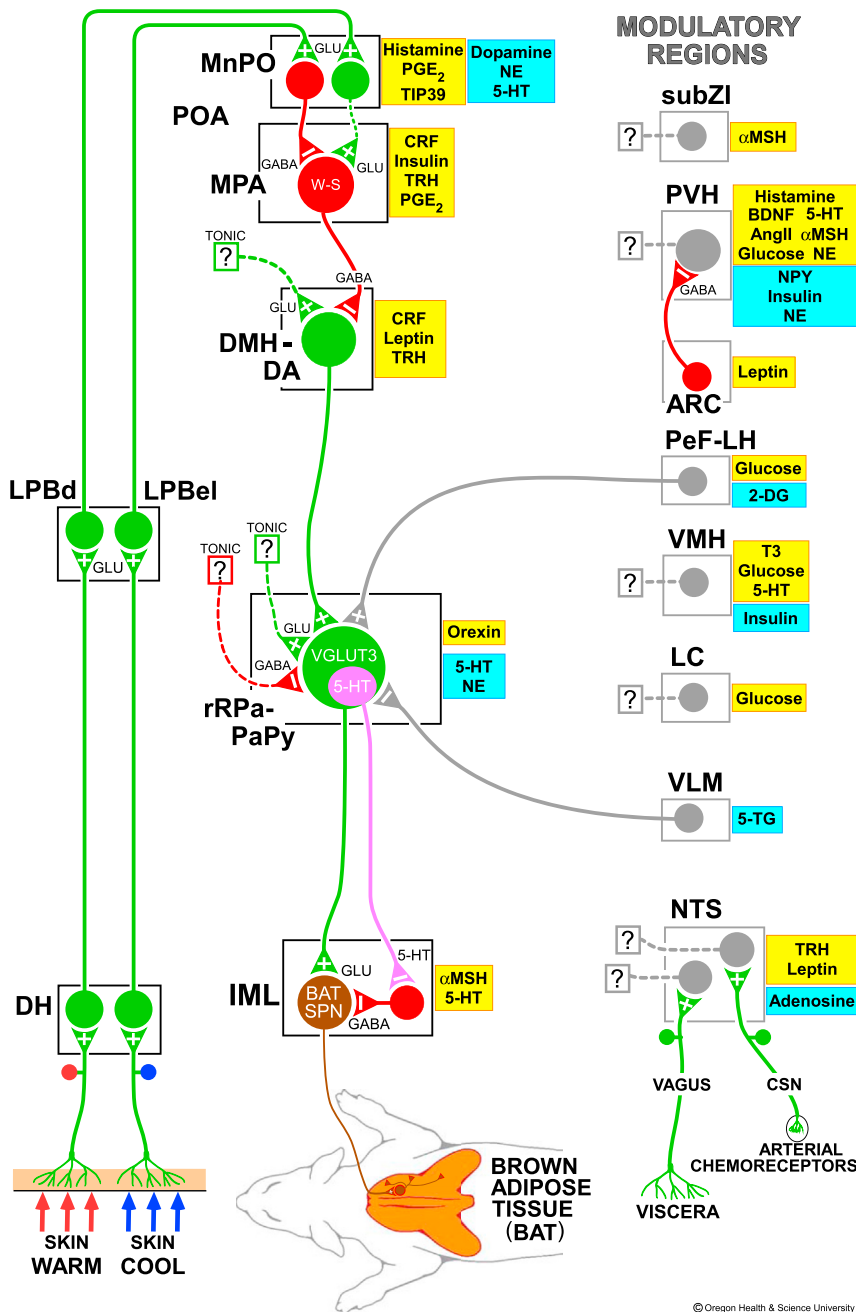 MODULATORY
REGIONS
MnPO
GLU
+
+
Histamine
PGE2
TIP39
Dopamine
NE
5-HT
POA
MPA
GABA
–
+
GLU
W-S
CRF
Insulin
TRH
PGE2
TONIC
?
GABA
GLU
+
–
DMH-
DA
CRF
Leptin
TRH
LPBd
LPBel
+
GLU
+
TONIC
?
TONIC
?
GLU
+
+
+
GABA
–
VGLUT3
5-HT
–
Orexin
5-HT
NE
rRPa-
PaPy
IML
+
GLU
5-HT
–
BAT
SPN
–
GABA
αMSH
5-HT
DH
+
+
SKIN
WARM
SKIN
COOL
BROWN
ADIPOSE
TISSUE
(BAT)
subZI
?
αMSH
PVH
?
–
GABA
Histamine
BDNF 5-HT
AngII αMSH
Glucose NE
NPY
Insulin
NE
ARC
Leptin
PeF-LH
Glucose
2-DG
VMH
?
T3
Glucose
5-HT
Insulin
LC
?
Glucose
VLM
5-TG
NTS
?
?
+
+
TRH
Leptin
Adenosine
VAGUS
CSN
ARTERIAL
CHEMORECEPTORS
VISCERA
© Oregon Health & Science University